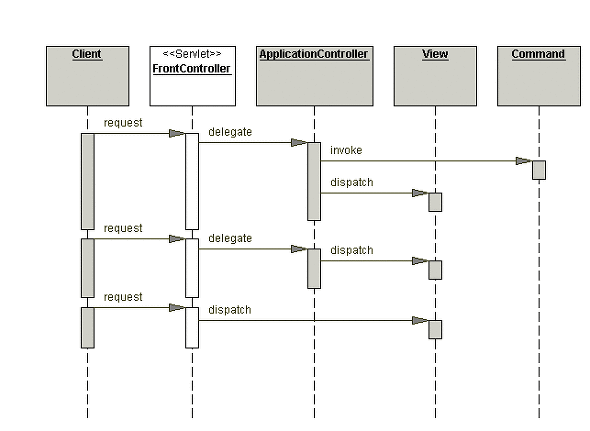 Client
<<Servlet>>
FrontController
ApplicationController
View
Command
request
delegate
invoke
dispatch
request
delegate
dispatch
request
dispatch